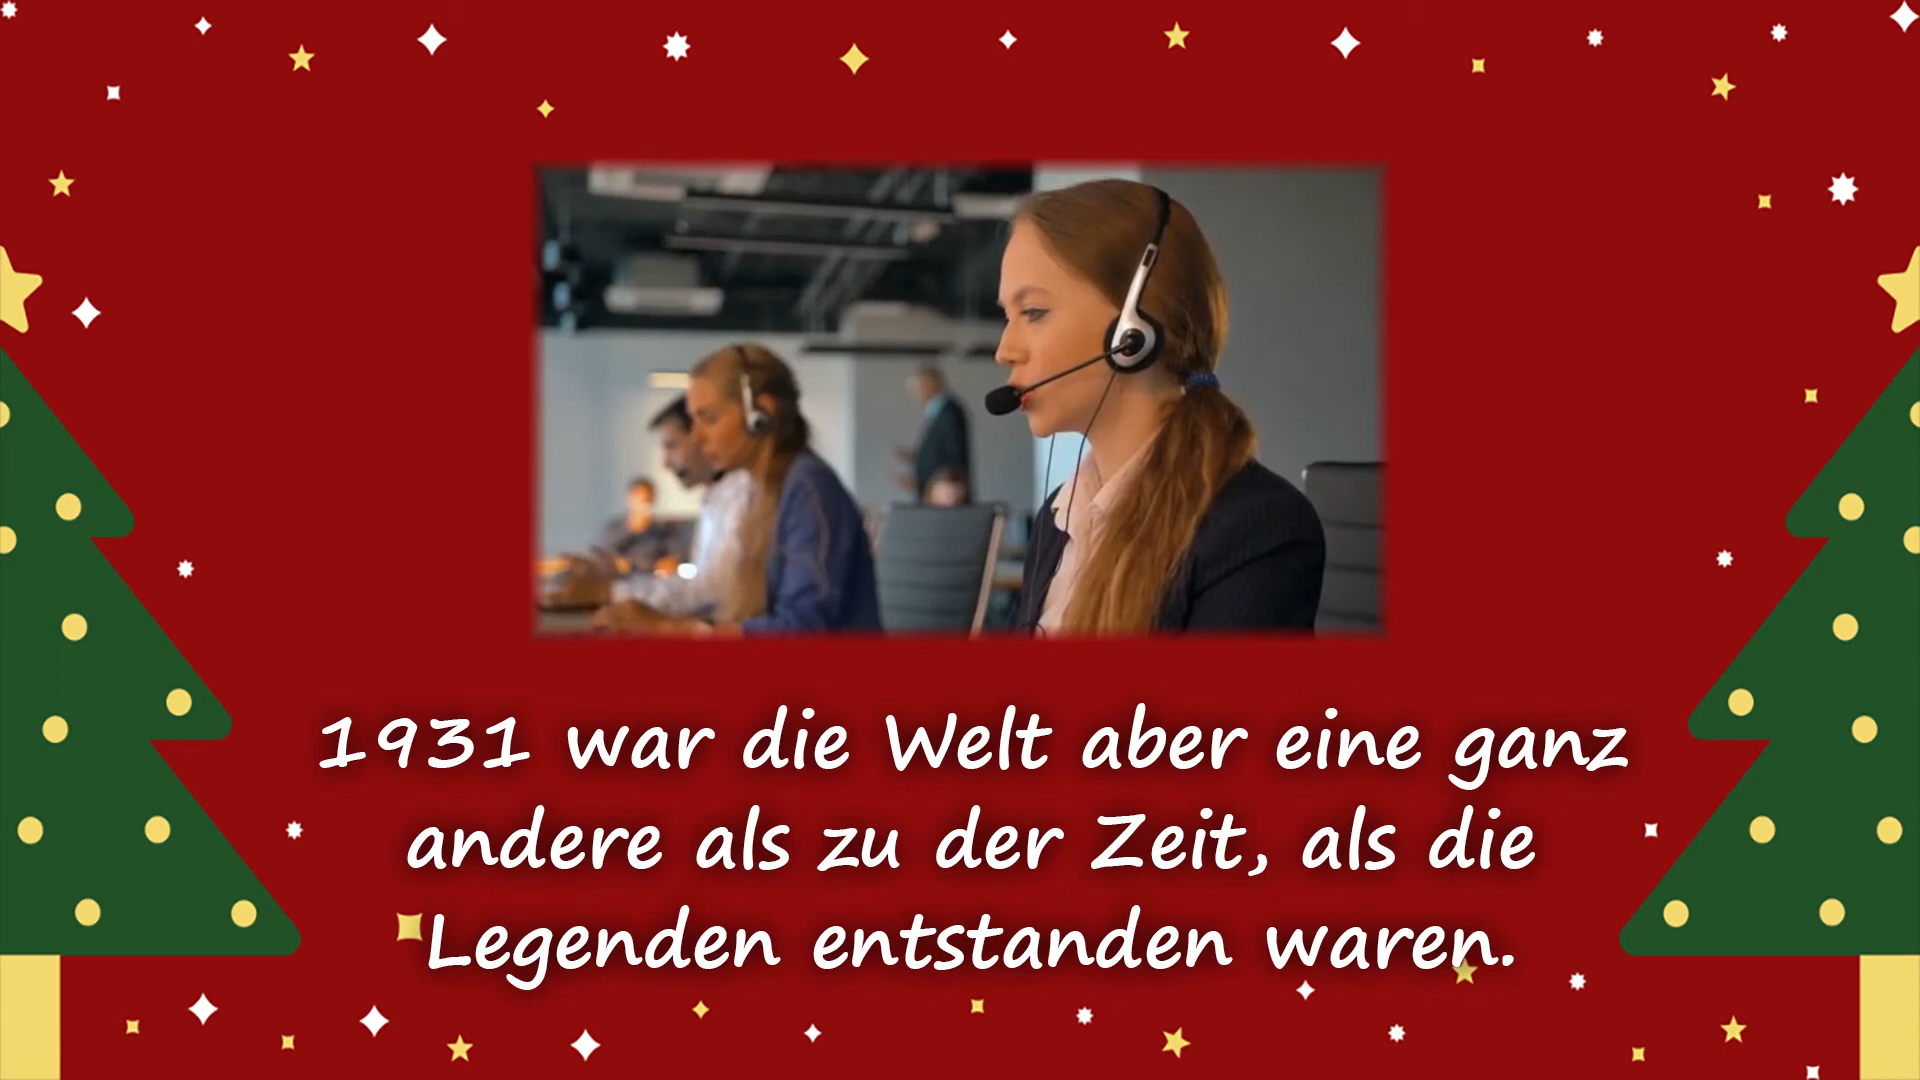 1931 war die Welt aber eine ganz
andere als zu der Zeit, als die
Legenden entstanden waren.